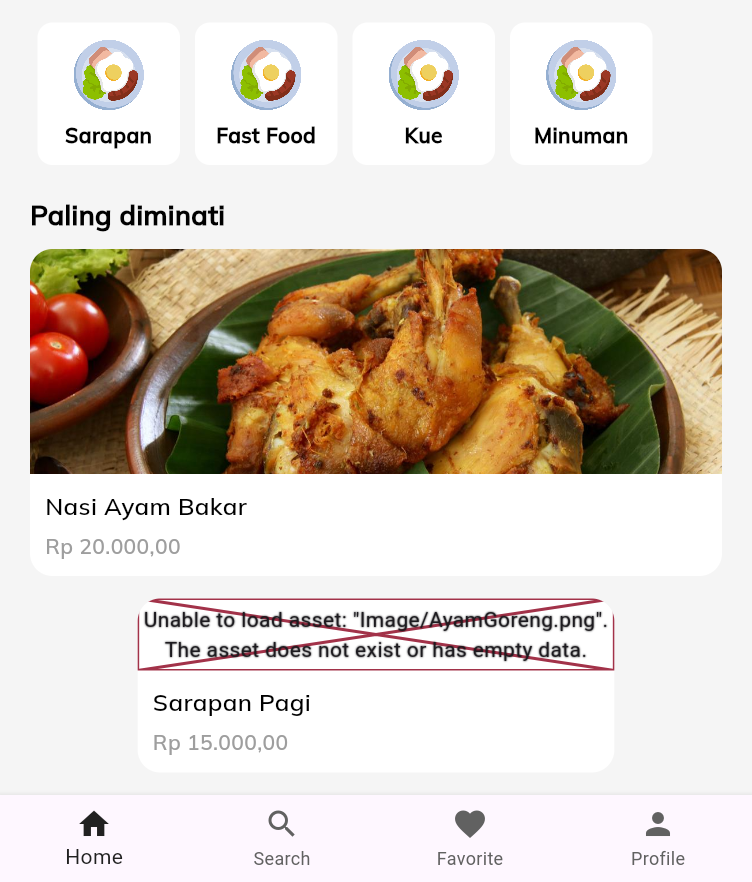 Sarapan
Fast Food
Kue
Minuman
Paling diminati
Nasi Ayam Bakar
Rp 20.000,00
Unable to load asset: "Image/AyamGoreng.png".
The asset does not exist or has empty data.
Sarapan Pagi
Rp 15.000,00
Home
Search
Favorite
Profile